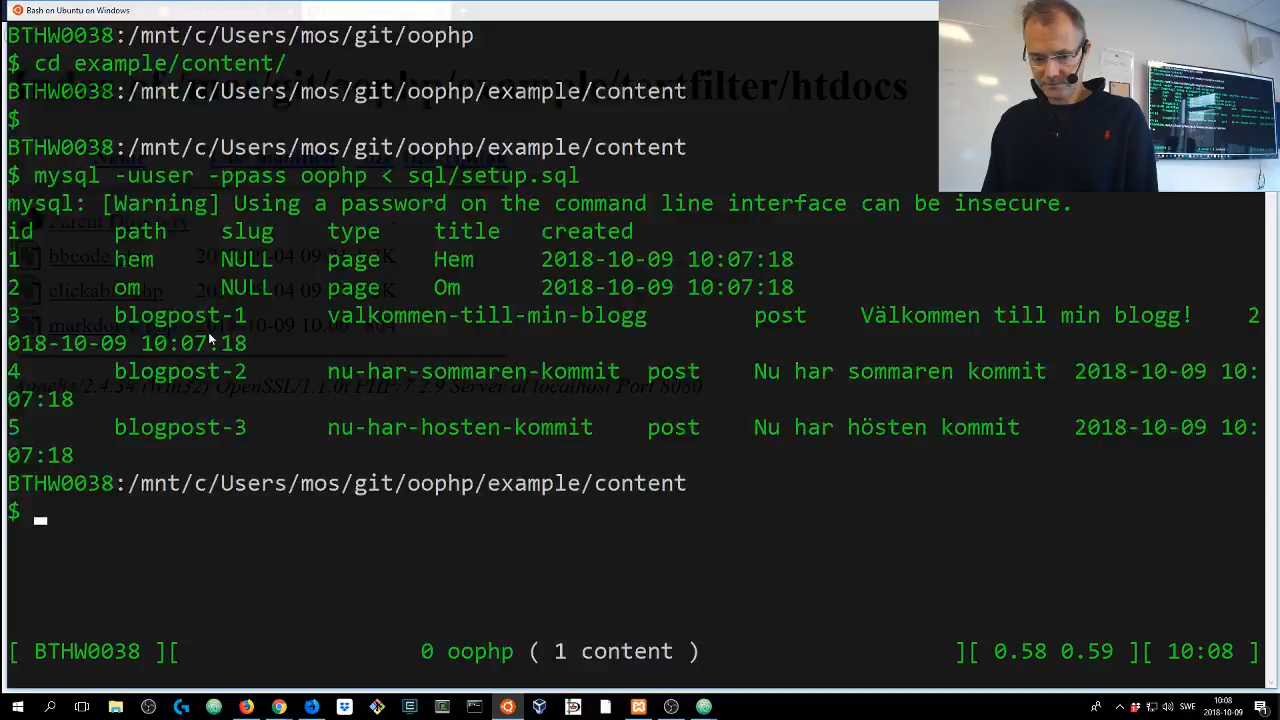 Bash on Ubuntu on Windows
BTHW0038:/mnt/c/Users/mos/git/oophp
$ cd example/content/
BTHW0038:/mnt/c/Users/mos/git/oophp/example/content
$
BTHW0038:/mnt/c/Users/mos/git/oophp/example/content
$ mysql -uuser -ppass oophp < sql/setup.sql
mysql: [Warning] Using a password on the command line interface can be insecure.
id path slug type title created
1 hem NULL page Hem 2018-10-09 10:07:18
2 om NULL page Om 2018-10-09 10:07:18
3 blogpost-1 valkommen-till-min-blogg post Välkommen till min blogg! 2
018-10-09 10:07:18
4 blogpost-2 nu-har-sommaren-kommit post Nu har sommaren kommit 2018-10-09 10:
07:18
5 blogpost-3 nu-har-hosten-kommit post Nu har hösten kommit 2018-10-09 10:
07:18
BTHW0038:/mnt/c/Users/mos/git/oophp/example/content
$
[ BTHW0038 ][ 0 oophp ( 1 content ) ][ 0.58 0.59 ][ 10:08 ]
SWE
10:08
2018-10-09